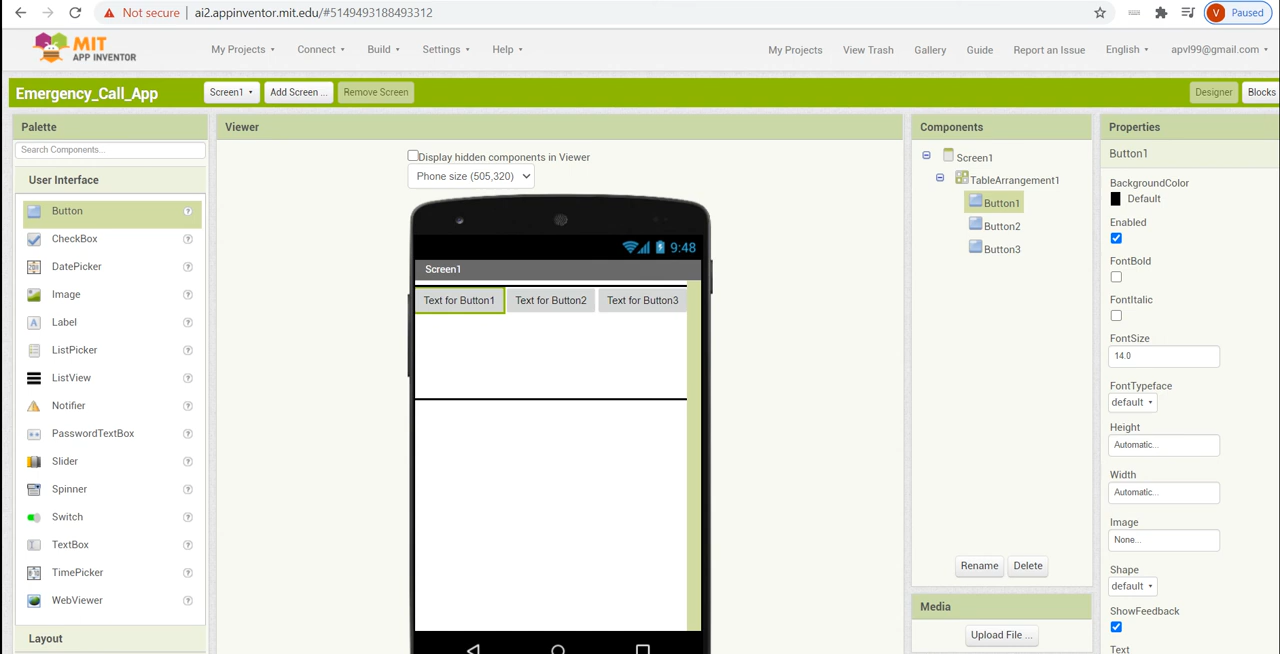 Not secure | ai2.appinventor.mit.edu/#5149493188493312
V Paused
MIT
APP INVENTOR
My Projects Connect Build Settings Help My Projects View Trash Gallery Guide Report an Issue English apvl99@gmail.com
Emergency_Call_App Screen1 Add Screen ... Remove Screen Designer Blocks
Palette
Search Components...
User Interface
Button ?
CheckBox ?
DatePicker ?
Image ?
Label ?
ListPicker ?
ListView ?
Notifier ?
PasswordTextBox ?
Slider ?
Spinner ?
Switch ?
TextBox ?
TimePicker ?
WebViewer ?
Layout
Viewer
Display hidden components in Viewer
Phone size (505,320)
9:48
Screen1
Text for Button1 Text for Button2 Text for Button3
Components
Screen1
TableArrangement1
Button1
Button2
Button3
Rename Delete
Media
Upload File ...
Properties
Button1
BackgroundColor
Default
Enabled
FontBold
FontItalic
FontSize
14.0
FontTypeface
default
Height
Automatic...
Width
Automatic...
Image
None...
Shape
default
ShowFeedback
Text